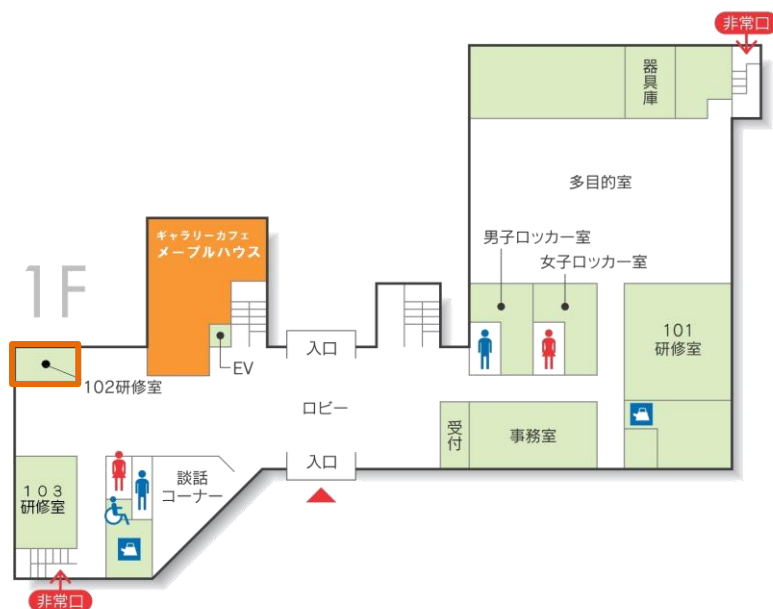 非常口
器具庫
多目的室
男子ロッカー室
女子ロッカー室
ギャラリーカフェ
メープルハウス
1F
EV
入口
101
研修室
102研修室
ロビー
受付
事務室
入口
談話
コーナー
103
研修室
非常口